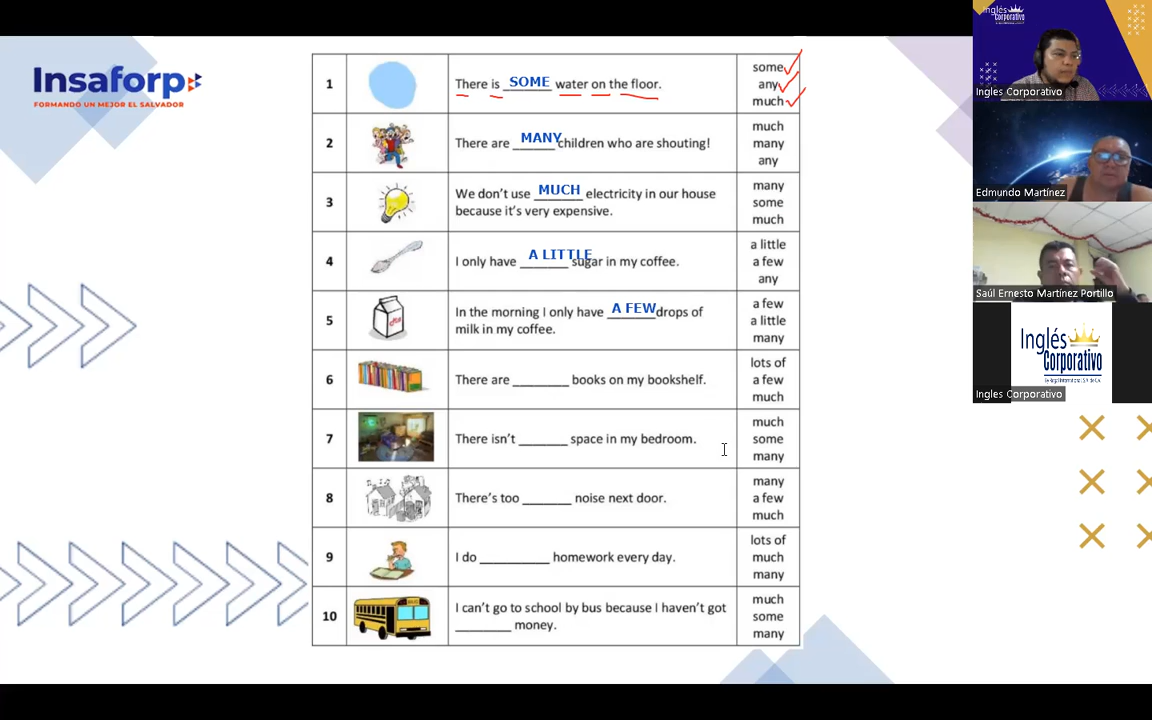 Insaforp
FORMANDO UN MEJOR EL SALVADOR
1
There is SOME water on the floor.
some
any
much
2
There are MANY children who are shouting!
much
many
any
3
We don't use MUCH electricity in our house
because it's very expensive.
many
some
much
4
I only have A LITTLE sugar in my coffee.
a little
a few
any
5
In the morning I only have A FEW drops of
milk in my coffee.
a few
a little
many
6
There are ________ books on my bookshelf.
lots of
a few
much
7
There isn't _______ space in my bedroom.
much
some
many
8
There's too _______ noise next door.
many
a few
much
9
I do __________ homework every day.
lots of
much
many
10
I can't go to school by bus because I haven't got
________ money.
much
some
many
Inglés
Corporativo
Ingles Corporativo
Edmundo Martínez
Saúl Ernesto Martínez Portillo
Inglés
Corporativo
Ingles Corporativo